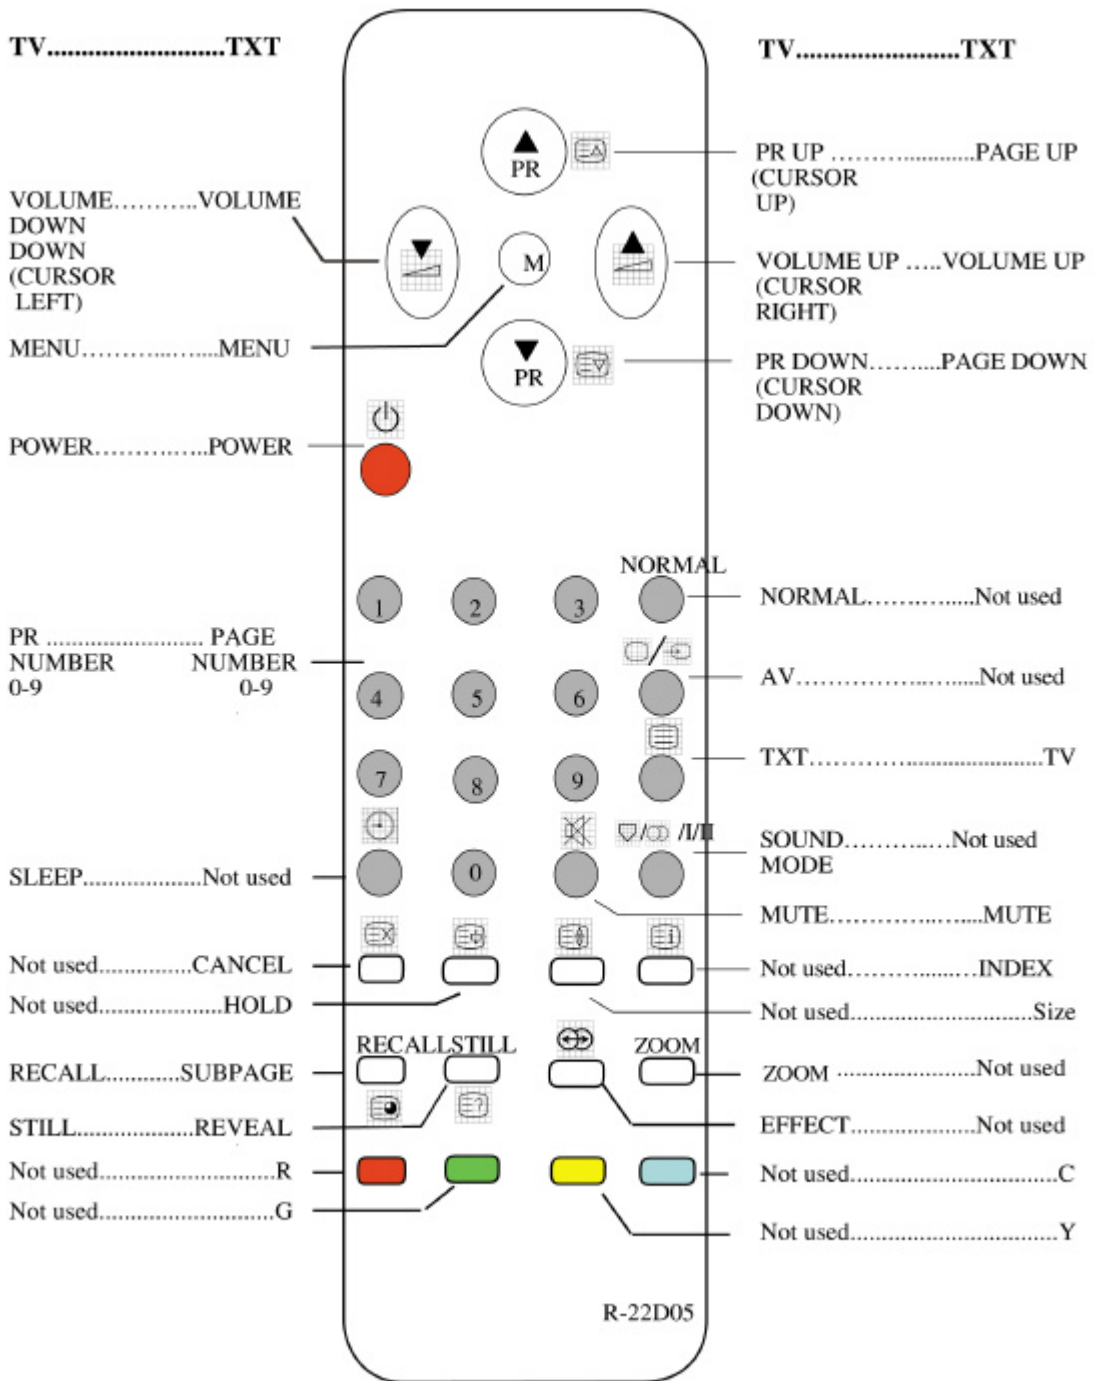 TV..........................TXT
VOLUME………..VOLUME
DOWN
DOWN
(CURSOR
LEFT)
MENU………...…....MENU
POWER……….…..POWER
PR ......................... PAGE
NUMBER NUMBER
0-9 0-9
SLEEP....................Not used
Not used................CANCEL
Not used.....................HOLD
RECALL............SUBPAGE
STILL....................REVEAL
Not used..............................R
Not used..............................G
PR
M
PR
NORMAL
1 2 3
4 5 6
7 8 9
/I/II
0
RECALL STILL ZOOM
R-22D05
TV........................TXT
PR UP ………...........PAGE UP
(CURSOR
UP)
VOLUME UP …..VOLUME UP
(CURSOR
RIGHT)
PR DOWN……....PAGE DOWN
(CURSOR
DOWN)
NORMAL…….…....Not used
AV…………...…....Not used
TXT…………........................TV
SOUND……...…Not used
MODE
MUTE…………..…....MUTE
Not used………......…INDEX
Not used............................Size
ZOOM .....................Not used
EFFECT...................Not used
Not used................................C
Not used................................Y